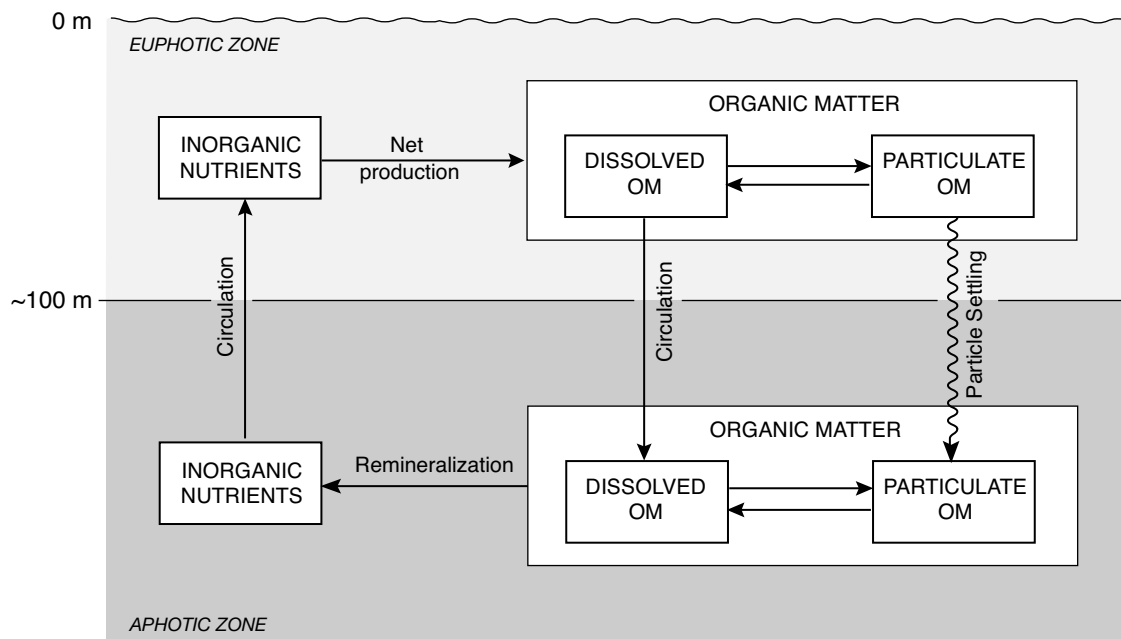 0 m
EUPHOTIC ZONE
ORGANIC MATTER
INORGANIC
NUTRIENTS
Net
production
DISSOLVED
OM
PARTICULATE
OM
Circulation
Circulation
Particle Settling
~100 m
ORGANIC MATTER
INORGANIC
NUTRIENTS
Remineralization
DISSOLVED
OM
PARTICULATE
OM
APHOTIC ZONE